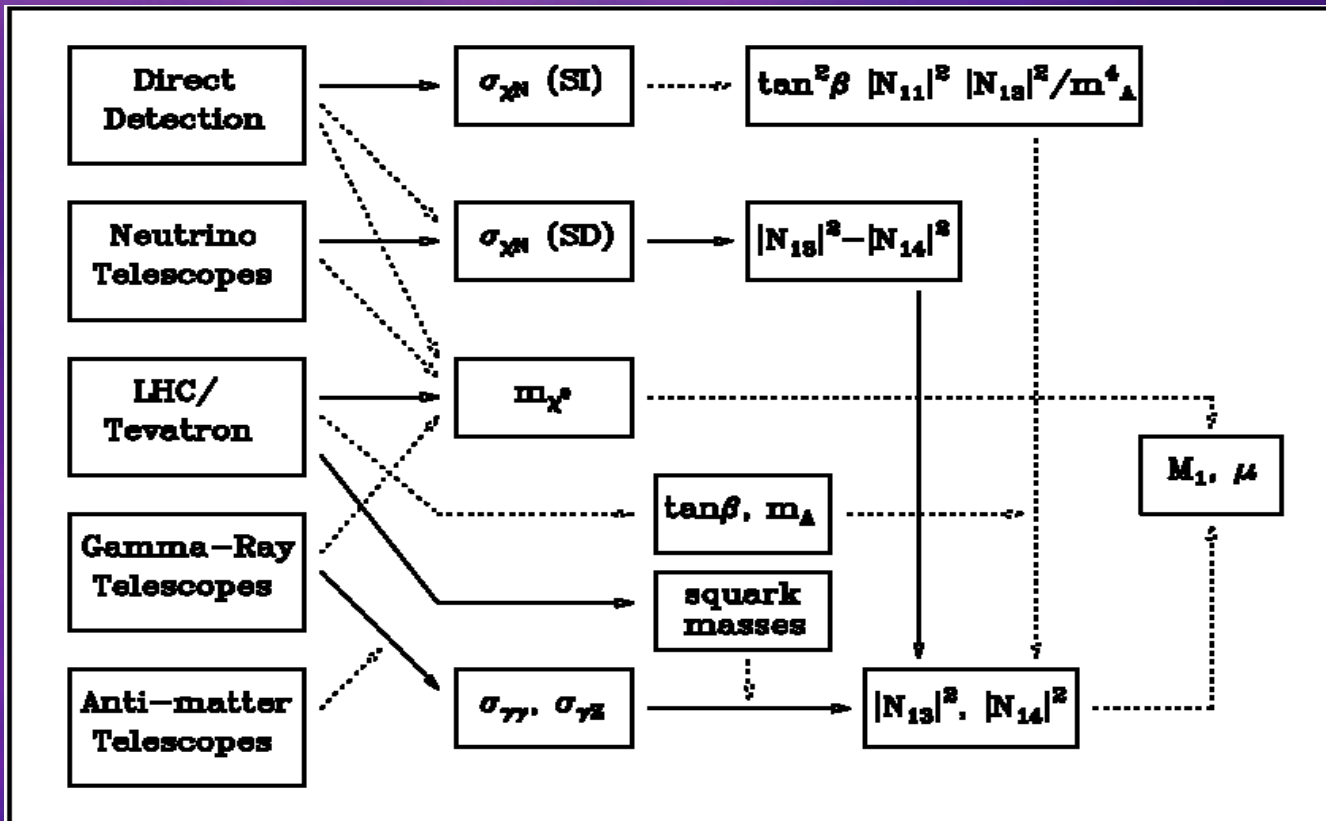 Direct
Detection
σχN (SI)
tan²β |N₁₁|² |N₁₃|²/m⁴A
Neutrino
Telescopes
σχN (SD)
|N₁₃|²−|N₁₄|²
LHC/
Tevatron
mχ⁰
M₁, μ
tanβ, mA
Gamma−Ray
Telescopes
squark
masses
Anti−matter
Telescopes
σγγ, σγZ
|N₁₃|², |N₁₄|²